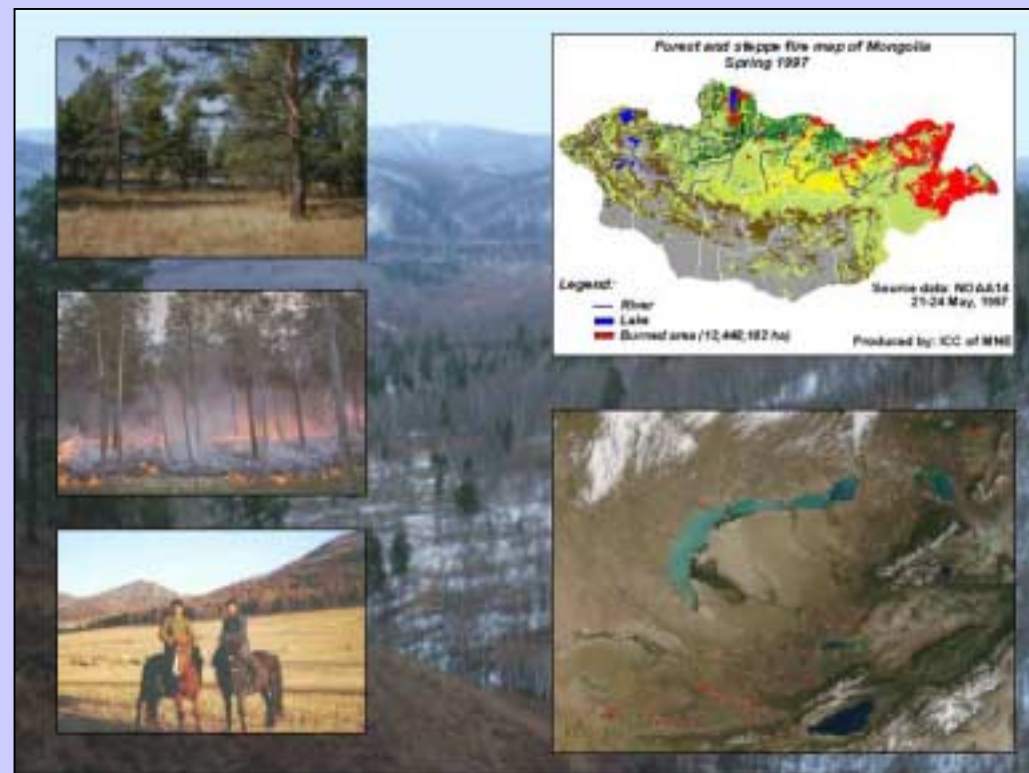 Forest and steppe fire map of Mongolia
Spring 1997
Legend:
River
Lake
Burned area (12,440,162 ha)
Source data: NOAA14
21-24 May, 1997
Produced by: ICC of MNE